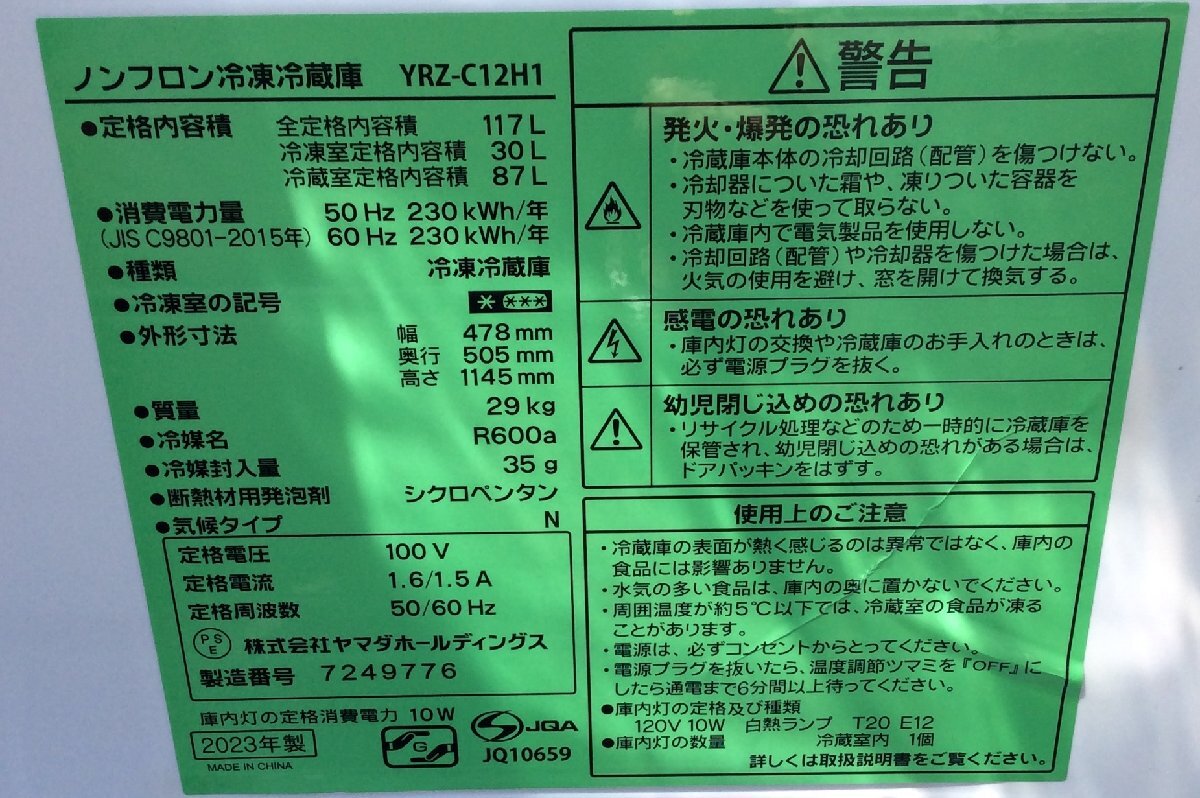 ノンフロン冷凍冷蔵庫 YRZ-C12H1
●定格内容積 全定格内容積 117 L
冷凍室定格内容積 30 L
冷蔵室定格内容積 87 L
●消費電力量 50 Hz 230 kWh/年
(JIS C9801-2015年) 60 Hz 230 kWh/年
●種類 冷凍冷蔵庫
●冷凍室の記号
●外形寸法 幅 478 mm
奥行 505 mm
高さ 1145 mm
●質量 29 kg
●冷媒名 R600a
●冷媒封入量 35 g
●断熱材用発泡剤 シクロペンタン
●気候タイプ N
定格電圧 100 V
定格電流 1.6/1.5 A
定格周波数 50/60 Hz
PSE 株式会社ヤマダホールディングス
製造番号 7249776
庫内灯の定格消費電力 10 W
2023年製
MADE IN CHINA
G
JQA
JQ10659
警告
発火・爆発の恐れあり
・冷蔵庫本体の冷却回路(配管)を傷つけない。
・冷却器についた霜や、凍りついた容器を
刃物などを使って取らない。
・冷蔵庫内で電気製品を使用しない。
・冷却回路(配管)や冷却器を傷つけた場合は、
火気の使用を避け、窓を開けて換気する。
感電の恐れあり
・庫内灯の交換や冷蔵庫のお手入れのときは、
必ず電源プラグを抜く。
幼児閉じ込めの恐れあり
・リサイクル処理などのため一時的に冷蔵庫を
保管され、幼児閉じ込めの恐れがある場合は、
ドアパッキンをはずす。
使用上のご注意
・冷蔵庫の表面が熱く感じるのは異常ではなく、庫内の
食品には影響ありません。
・水気の多い食品は、庫内の奥に置かないでください。
・周囲温度が約5℃以下では、冷蔵室の食品が凍る
ことがあります。
・電源は、必ずコンセントからとってください。
・電源プラグを抜いたら、温度調節ツマミを『OFF』に
したら通電まで6分間以上待ってください。
●庫内灯の定格及び種類
120V 10W 白熱ランプ T20 E12
●庫内灯の数量 冷蔵室内 1個
詳しくは取扱説明書をご覧ください。